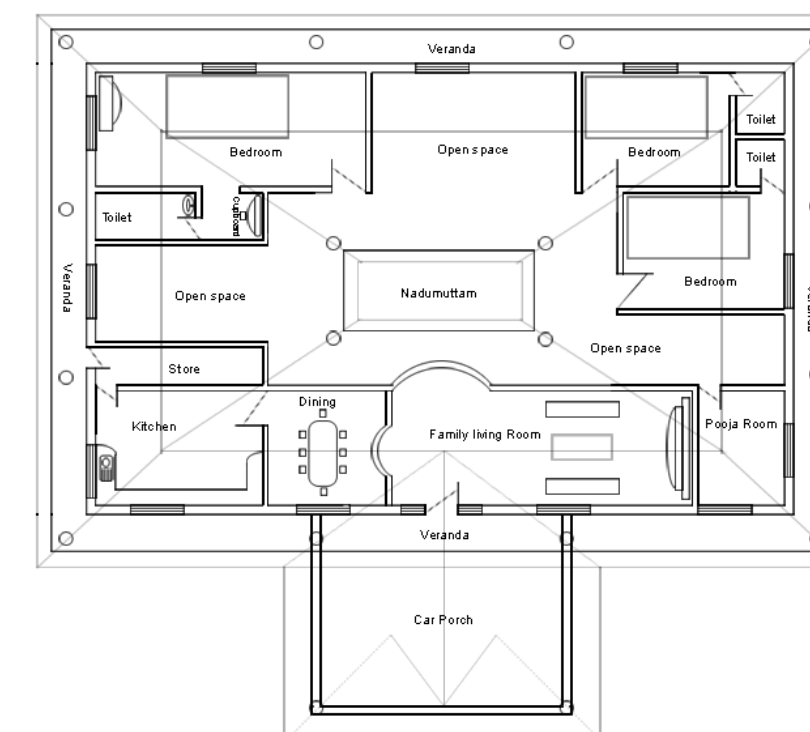 Veranda
Toilet
Bedroom
Open space
Bedroom
Toilet
Toilet
Cupboard
Veranda
Open space
Nadumuttam
Bedroom
Open space
Store
Dining
Kitchen
Family living Room
Pooja Room
Veranda
Car Porch